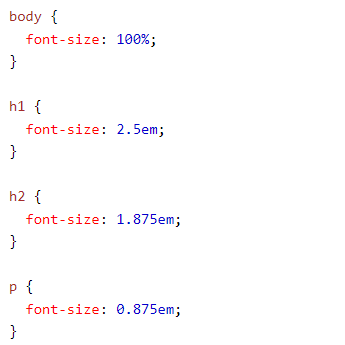 body {
  font-size: 100%;
}

h1 {
  font-size: 2.5em;
}

h2 {
  font-size: 1.875em;
}

p {
  font-size: 0.875em;
}